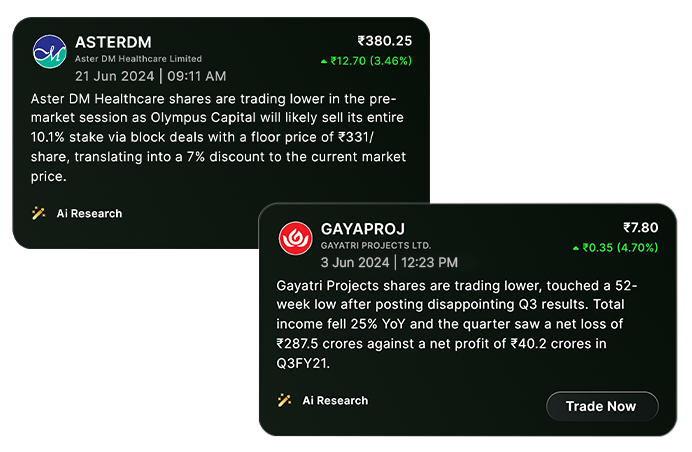 ASTERDM
₹380.25
Aster DM Healthcare Limited
₹12.70 (3.46%)
21 Jun 2024 | 09:11 AM
Aster DM Healthcare shares are trading lower in the pre-
market session as Olympus Capital will likely sell its entire
10.1% stake via block deals with a floor price of ₹331/
share, translating into a 7% discount to the current market
price.
Ai Research
GAYAPROJ
₹7.80
GAYATRI PROJECTS LTD.
₹0.35 (4.70%)
3 Jun 2024 | 12:23 PM
Gayatri Projects shares are trading lower, touched a 52-
week low after posting disappointing Q3 results. Total
income fell 25% YoY and the quarter saw a net loss of
₹287.5 crores against a net profit of ₹40.2 crores in
Q3FY21.
Ai Research
Trade Now